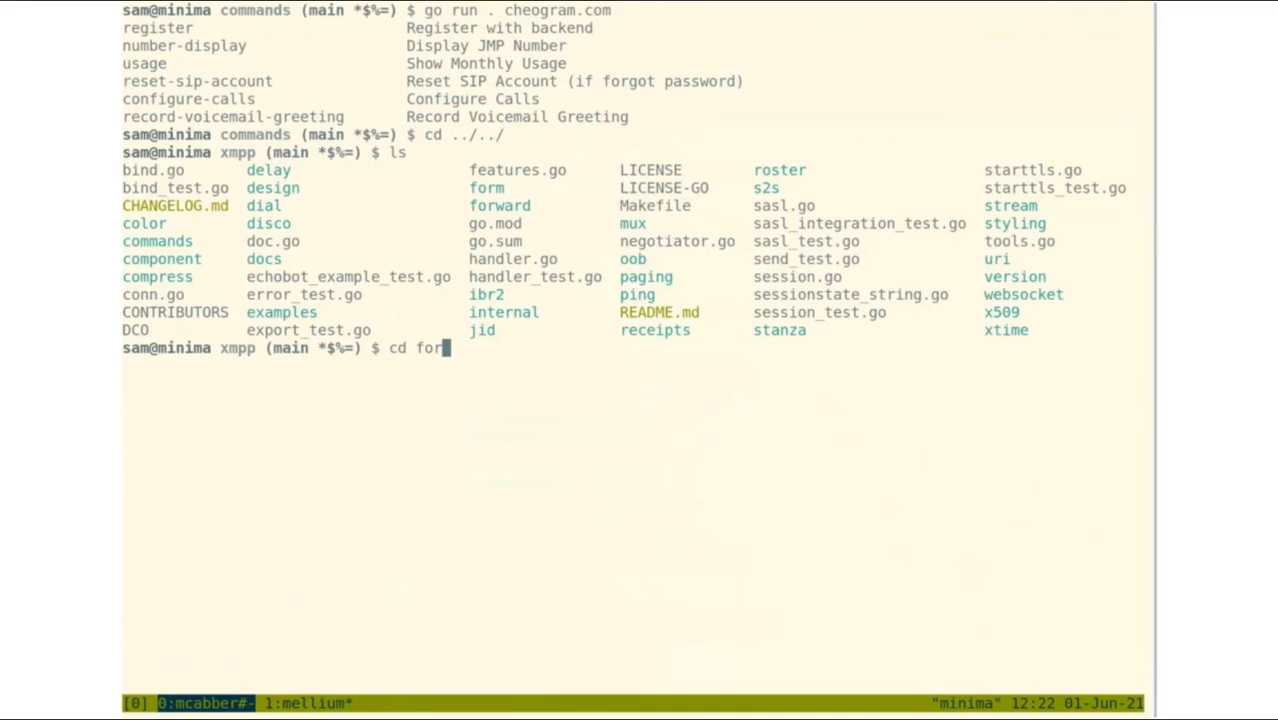 sam@minima commands (main *$%=) $ go run . cheogram.com
register Register with backend
number-display Display JMP Number
usage Show Monthly Usage
reset-sip-account Reset SIP Account (if forgot password)
configure-calls Configure Calls
record-voicemail-greeting Record Voicemail Greeting
sam@minima commands (main *$%=) $ cd ../../
sam@minima xmpp (main *$%=) $ ls
bind.go delay features.go LICENSE roster starttls.go
bind_test.go design form LICENSE-GO s2s starttls_test.go
CHANGELOG.md dial forward Makefile sasl.go stream
color disco go.mod mux sasl_integration_test.go styling
commands doc.go go.sum negotiator.go sasl_test.go tools.go
component docs handler.go oob send_test.go uri
compress echobot_example_test.go handler_test.go paging session.go version
conn.go error_test.go ibr2 ping sessionstate_string.go websocket
CONTRIBUTORS examples internal README.md session_test.go x509
DCO export_test.go jid receipts stanza xtime
sam@minima xmpp (main *$%=) $ cd for
[0] 0:mcabber#- 1:mellium* "minima" 12:22 01-Jun-21